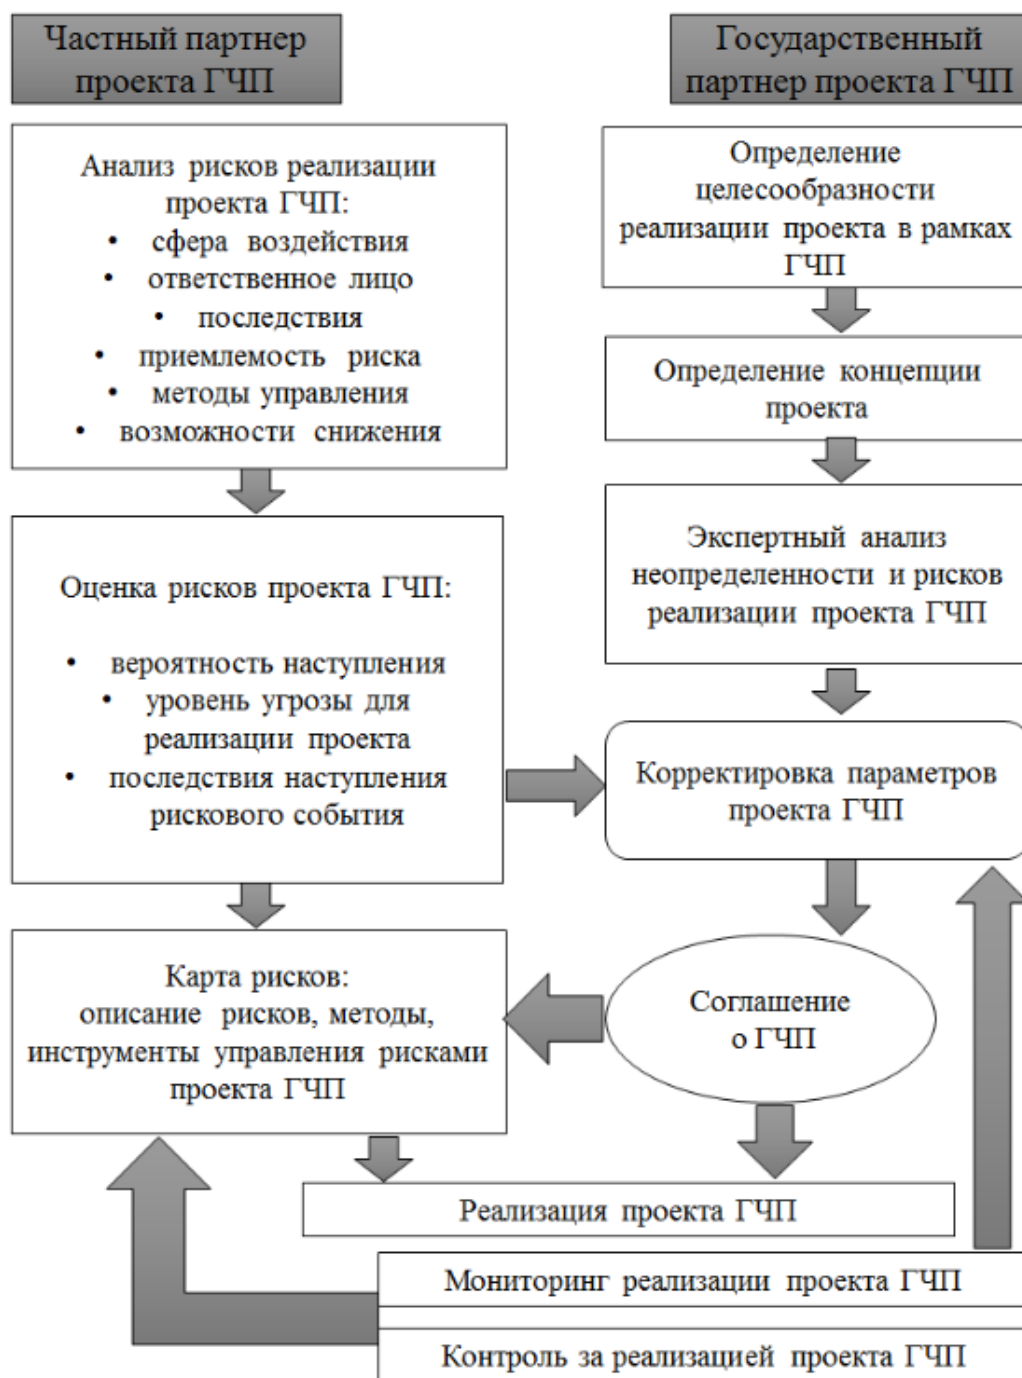 Частный партнер
проекта ГЧП
Государственный
партнер проекта ГЧП
Анализ рисков реализации
проекта ГЧП:
• сфера воздействия
• ответственное лицо
• последствия
• приемлемость риска
• методы управления
• возможности снижения
Определение
целесообразности
реализации проекта в рамках
ГЧП
Определение концепции
проекта
Экспертный анализ
неопределенности и рисков
реализации проекта ГЧП
Оценка рисков проекта ГЧП:
• вероятность наступления
• уровень угрозы для
реализации проекта
• последствия наступления
рискового события
Корректировка параметров
проекта ГЧП
Карта рисков:
описание рисков, методы,
инструменты управления рисками
проекта ГЧП
Соглашение
о ГЧП
Реализация проекта ГЧП
Мониторинг реализации проекта ГЧП
Контроль за реализацией проекта ГЧП